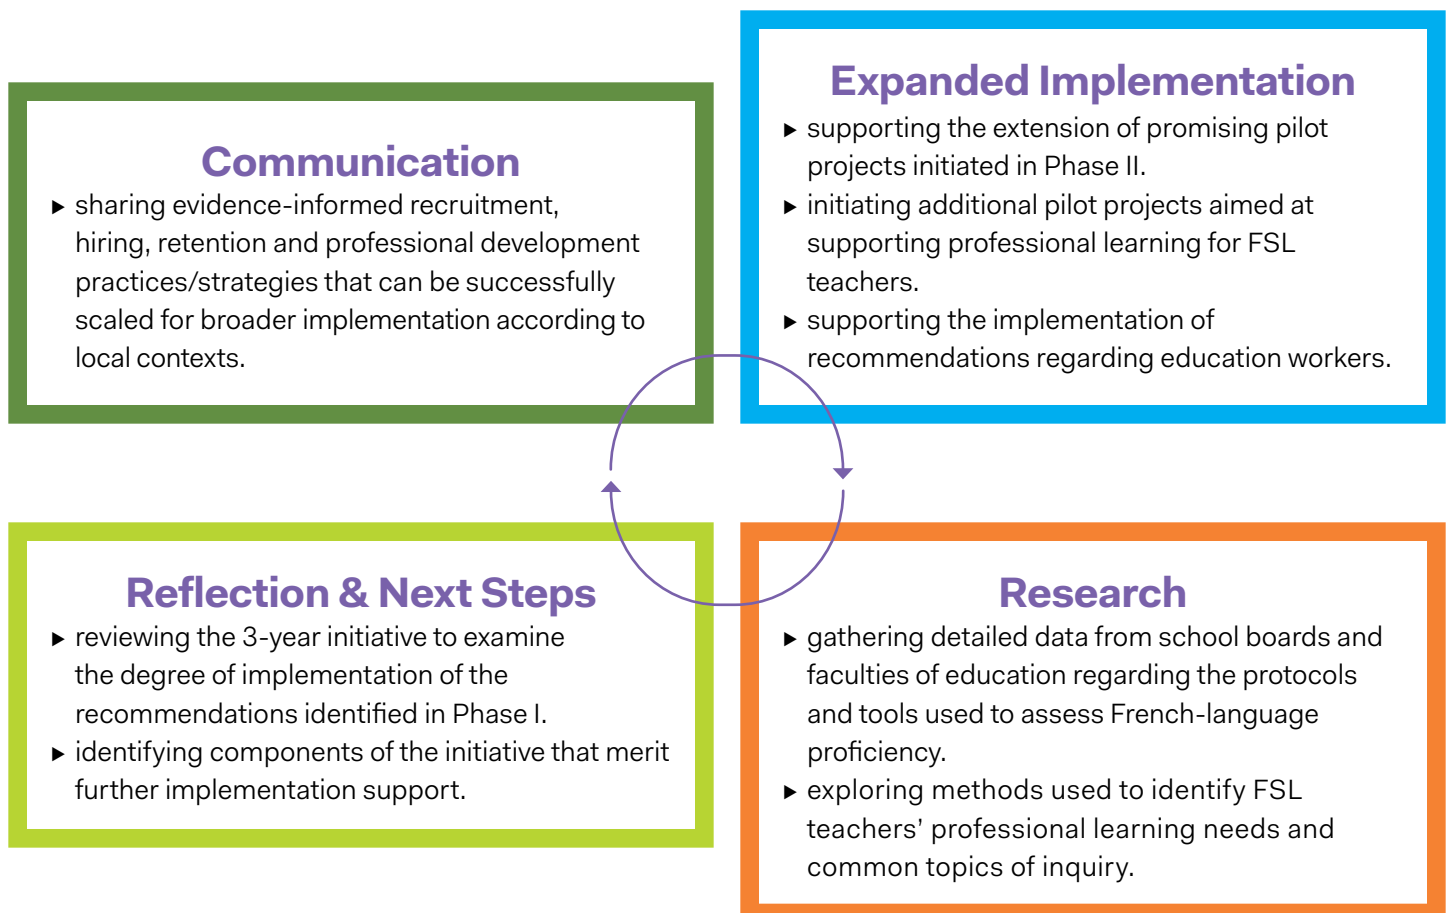 Communication
▶ sharing evidence-informed recruitment,
hiring, retention and professional development
practices/strategies that can be successfully
scaled for broader implementation according to
local contexts.
Expanded Implementation
▶ supporting the extension of promising pilot
projects initiated in Phase II.
▶ initiating additional pilot projects aimed at
supporting professional learning for FSL
teachers.
▶ supporting the implementation of
recommendations regarding education workers.
Reflection & Next Steps
▶ reviewing the 3-year initiative to examine
the degree of implementation of the
recommendations identified in Phase I.
▶ identifying components of the initiative that merit
further implementation support.
Research
▶ gathering detailed data from school boards and
faculties of education regarding the protocols
and tools used to assess French-language
proficiency.
▶ exploring methods used to identify FSL
teachers’ professional learning needs and
common topics of inquiry.